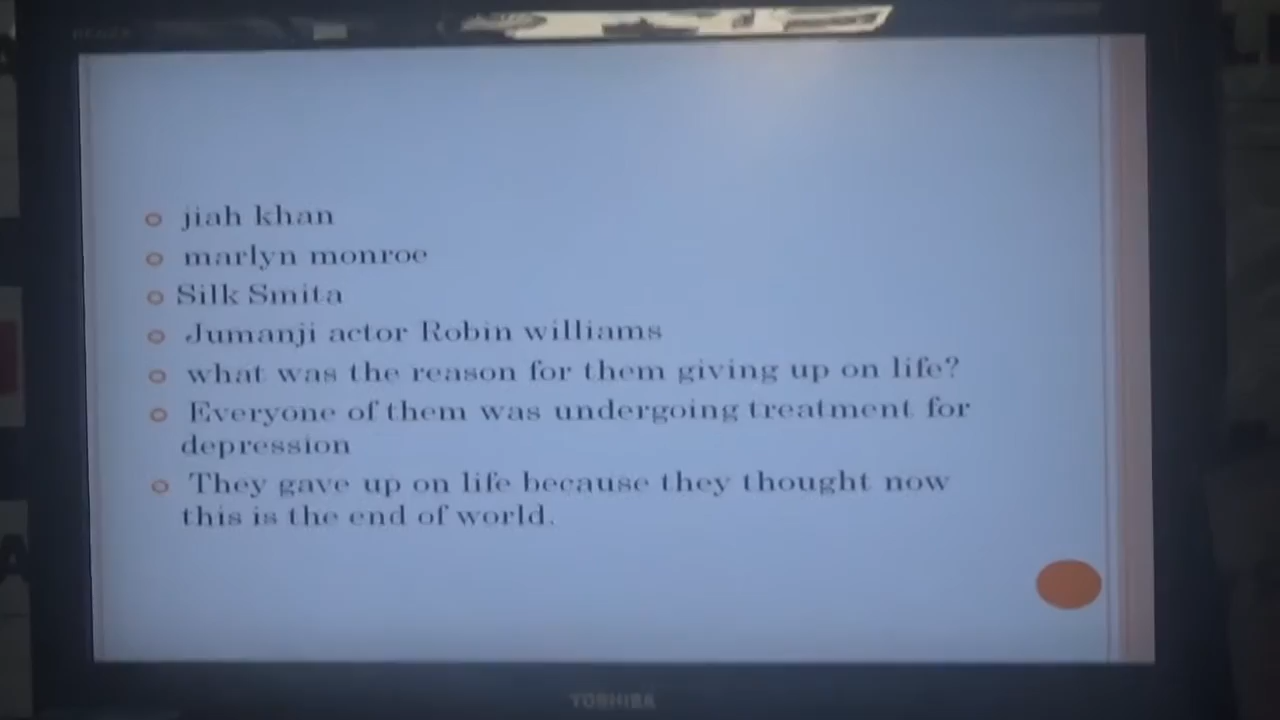 jiah khan
marlyn monroe
Silk Smita
Jumanji actor Robin williams
what was the reason for them giving up on life?
Everyone of them was undergoing treatment for
depression
They gave up on life because they thought now
this is the end of world.
TOSHIBA